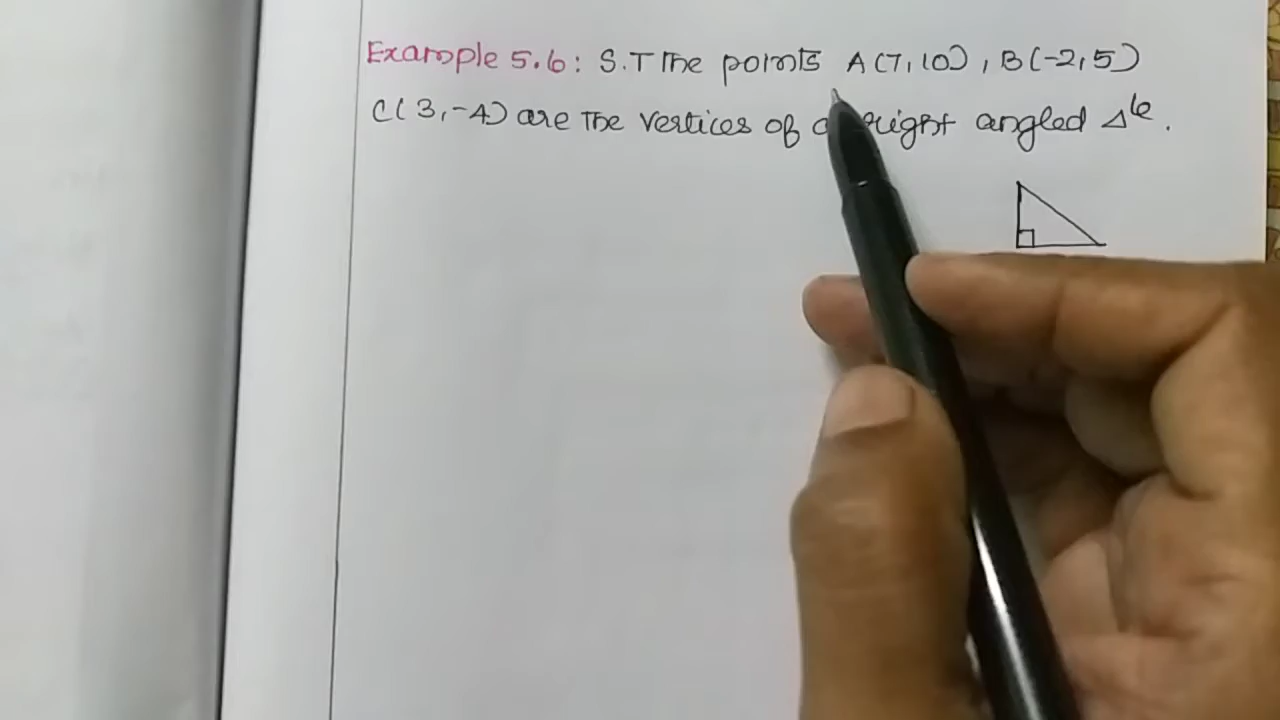 Example 5.6: S.T The points A(7,10), B(-2,5)
C(3,-4) are The vertices of a right angled Δle.